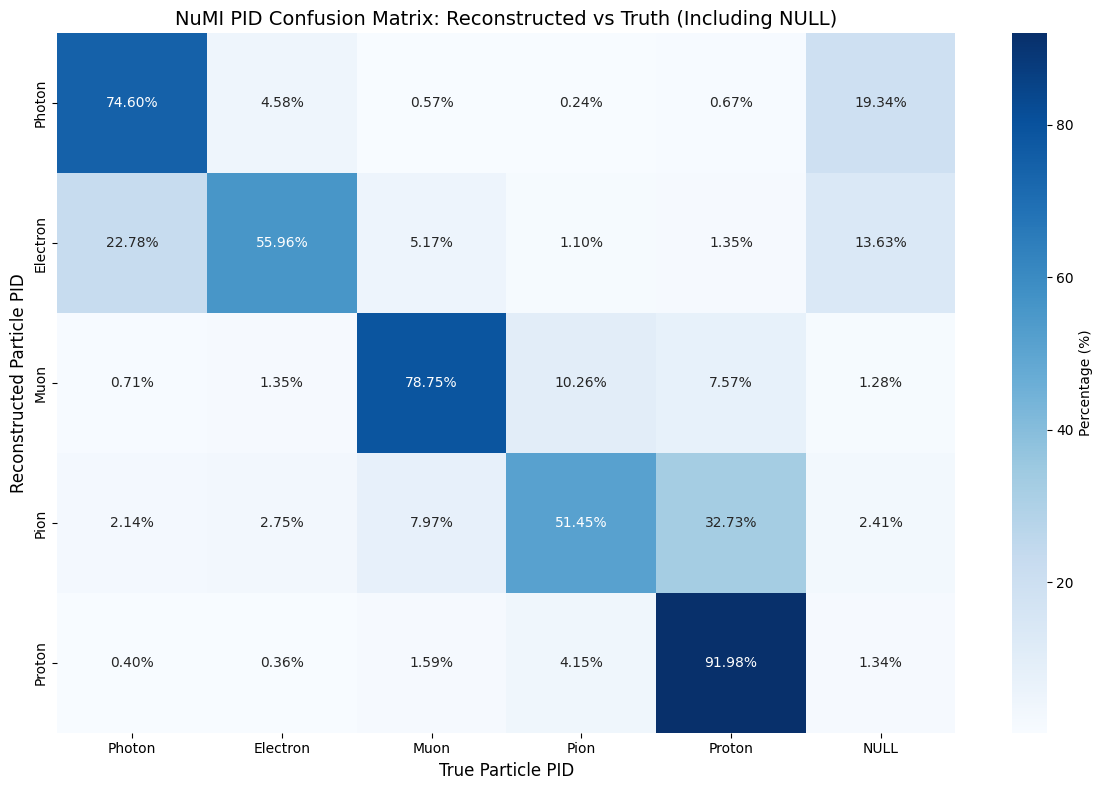 NuMI PID Confusion Matrix: Reconstructed vs Truth (Including NULL)
Reconstructed Particle PID
Photon 74.60% 4.58% 0.57% 0.24% 0.67% 19.34%
Electron 22.78% 55.96% 5.17% 1.10% 1.35% 13.63%
Muon 0.71% 1.35% 78.75% 10.26% 7.57% 1.28%
Pion 2.14% 2.75% 7.97% 51.45% 32.73% 2.41%
Proton 0.40% 0.36% 1.59% 4.15% 91.98% 1.34%
Photon Electron Muon Pion Proton NULL
True Particle PID
80
60
40
20
Percentage (%)